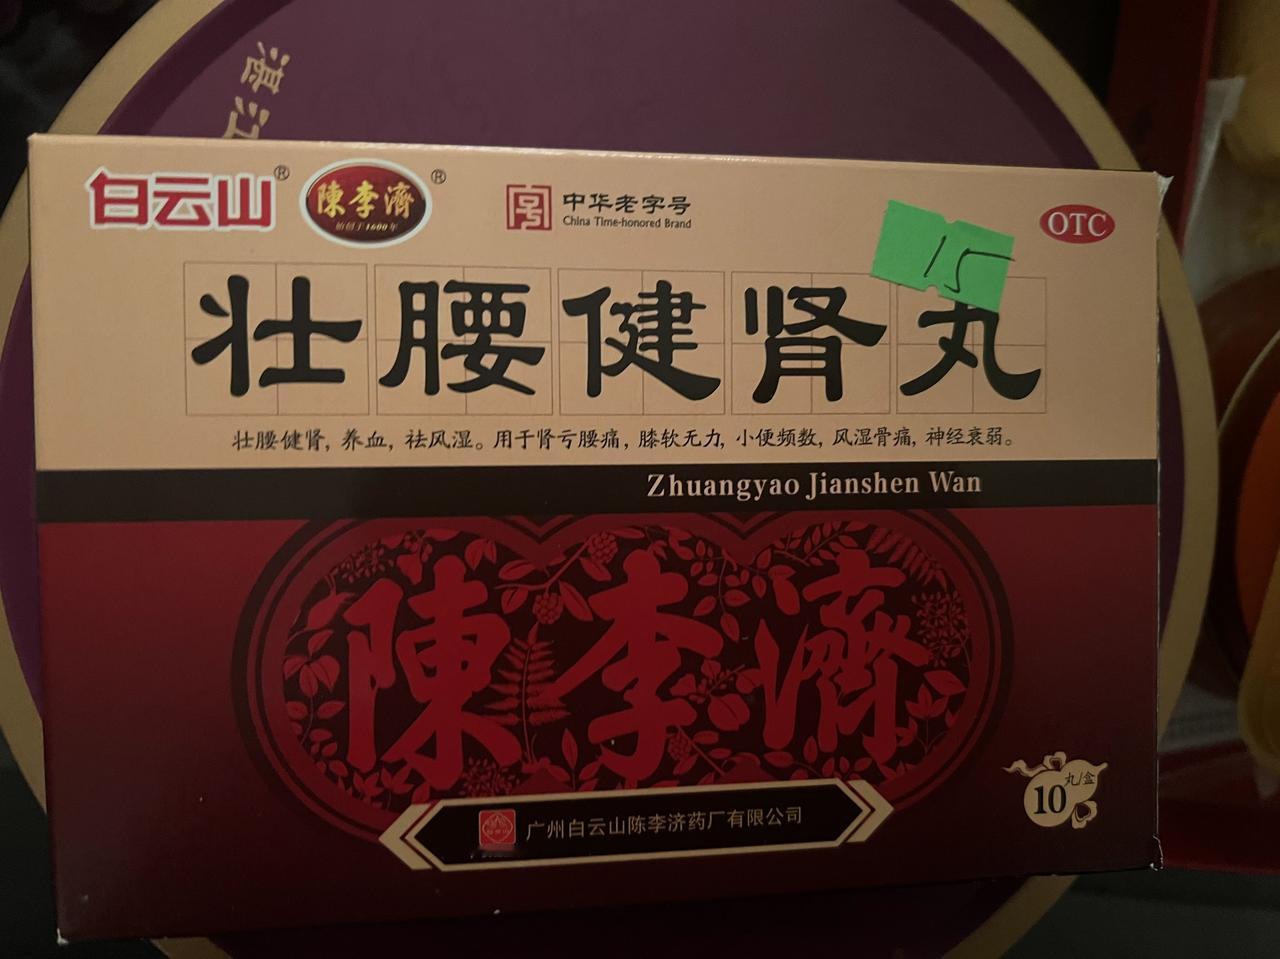 湛江
白云山®
陳李濟®
始创于1600年
中华老字号
China Time-honored Brand
OTC
15
壮腰健肾丸
壮腰健肾, 养血, 祛风湿。用于肾亏腰痛, 膝软无力, 小便频数, 风湿骨痛, 神经衰弱。
Zhuangyao Jianshen Wan
陳李濟
广州白云山陈李济药厂有限公司
10丸/盒